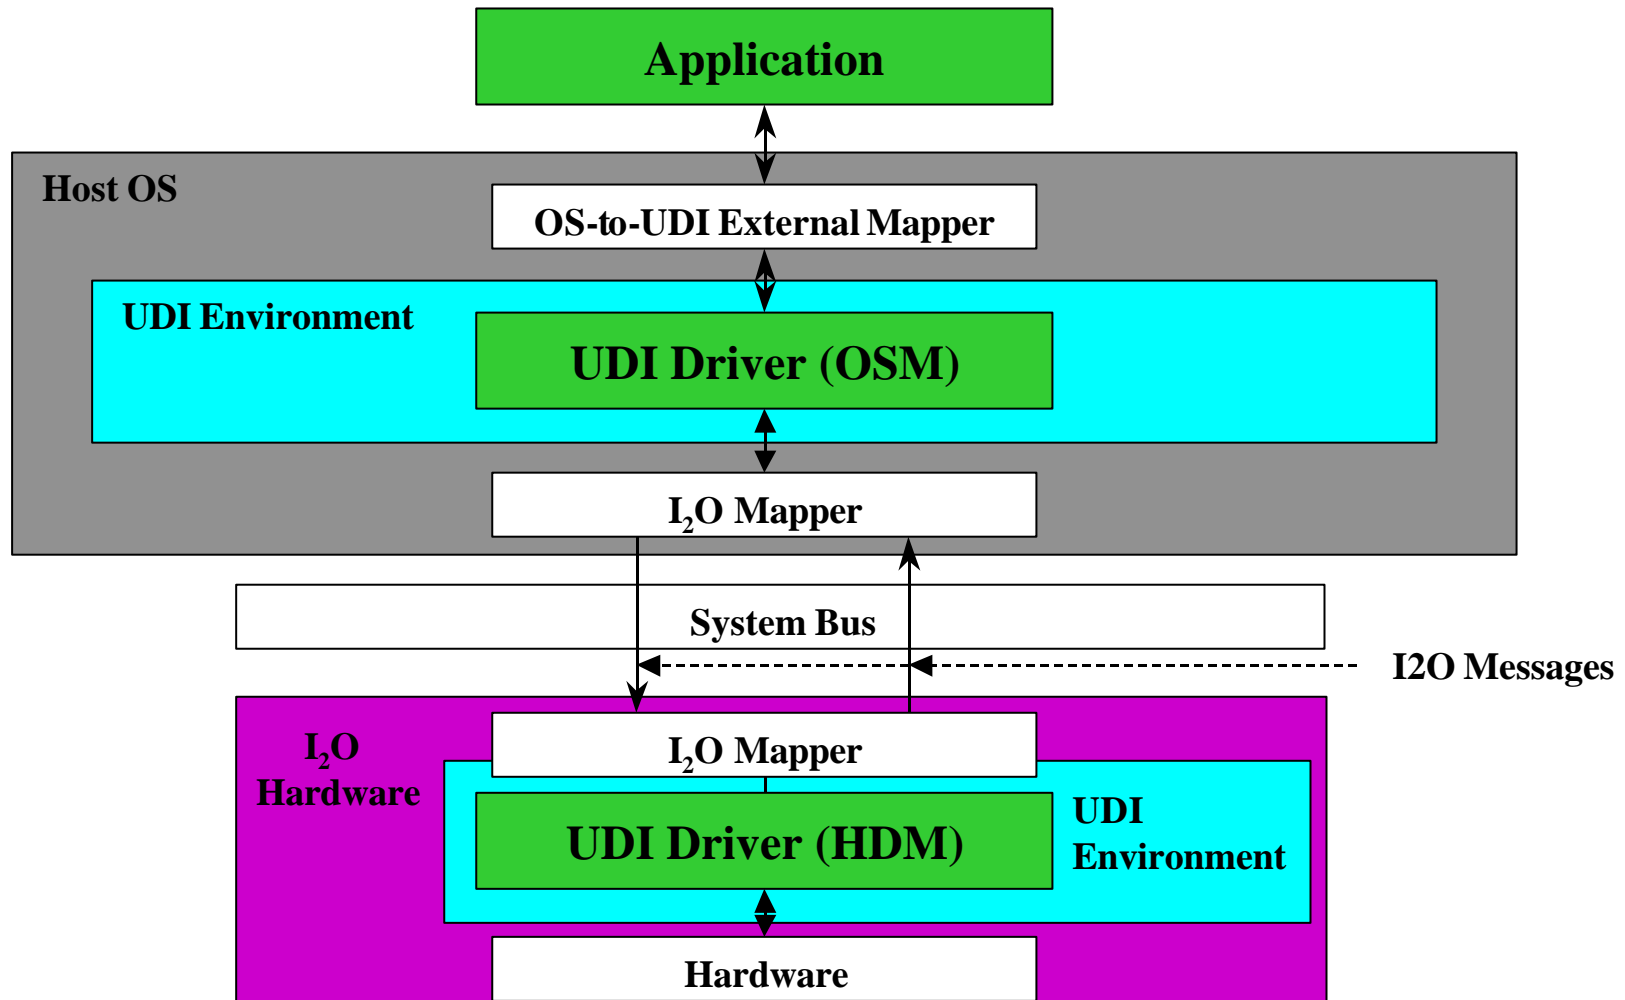 Application
Host OS
OS-to-UDI External Mapper
UDI Environment
UDI Driver (OSM)
I₂O Mapper
System Bus
I2O Messages
I₂O
Hardware
I₂O Mapper
UDI Driver (HDM)
UDI
Environment
Hardware